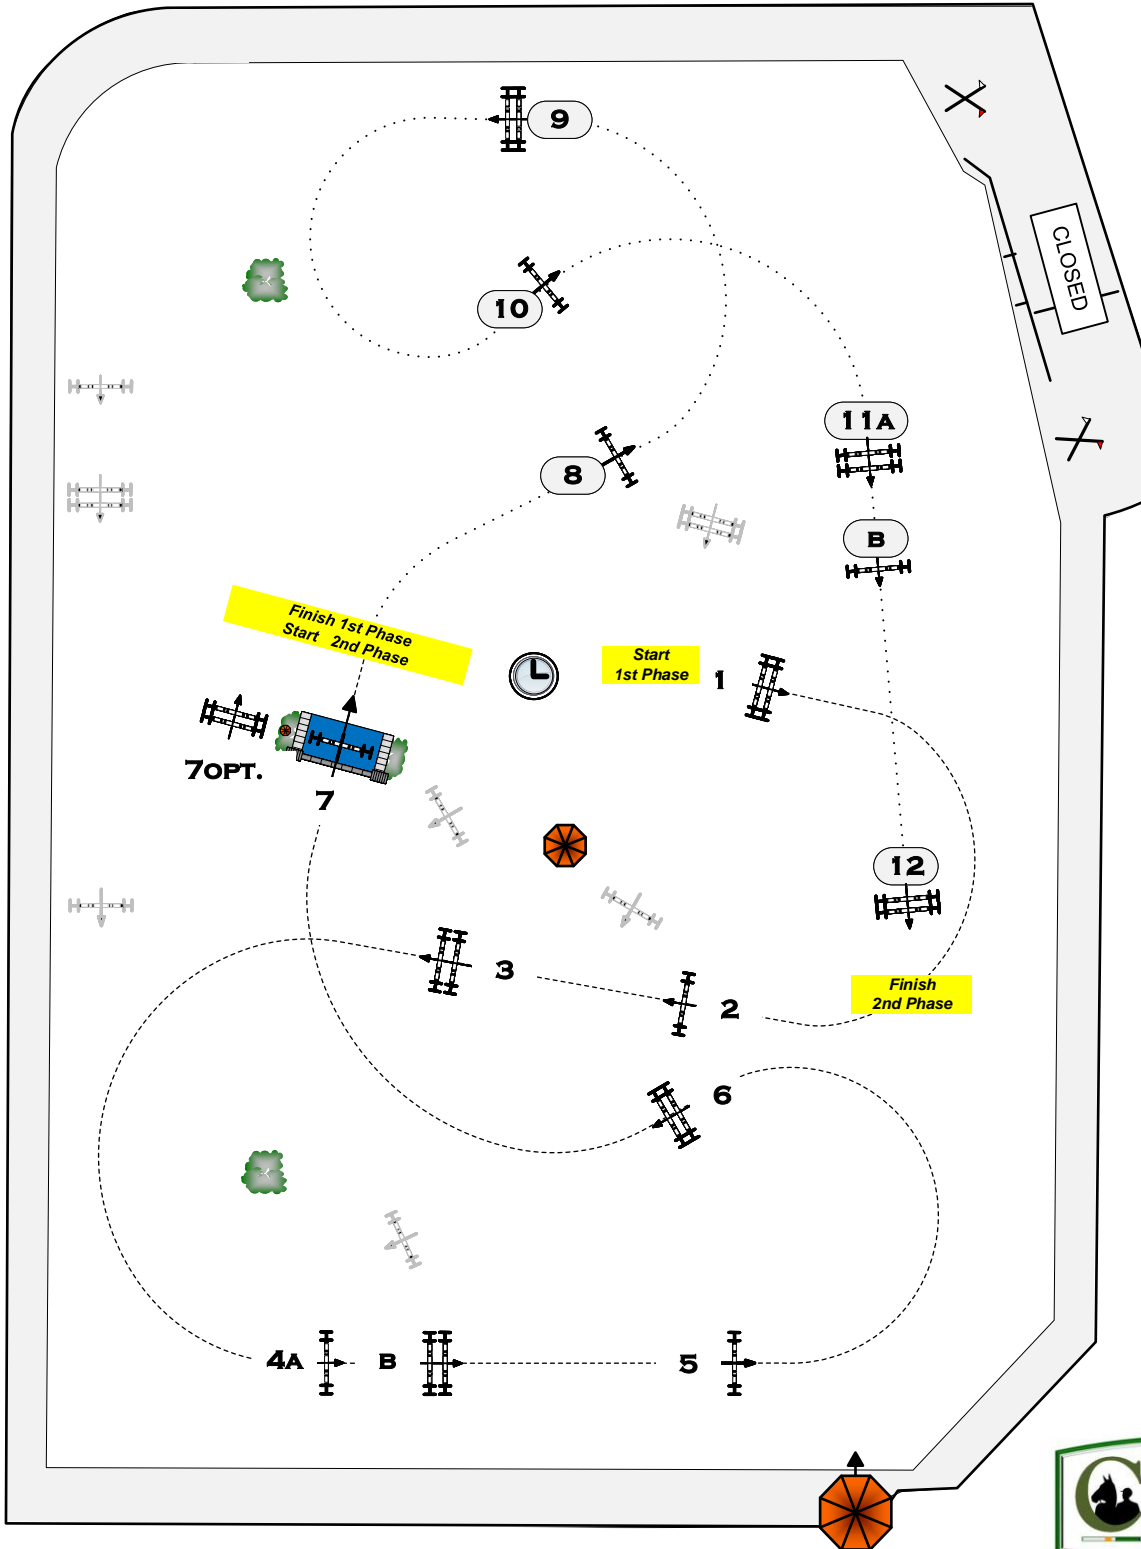 9
CLOSED
10
11A
8
B
Finish 1st Phase
Start 2nd Phase
Start
1st Phase
1
7OPT.
7
12
3
2
Finish
2nd Phase
6
4A
B
5
C